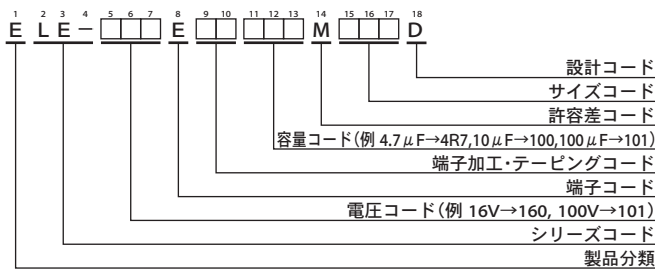 1 2 3 4 5 6 7 8 9 10 11 12 13 14 15 16 17 18
E L E - □□□ E □□ □□□ M □□□ D
設計コード
サイズコード
許容差コード
容量コード(例 4.7μF→4R7,10μF→100,100μF→101)
端子加工・テーピングコード
端子コード
電圧コード(例 16V→160, 100V→101)
シリーズコード
製品分類